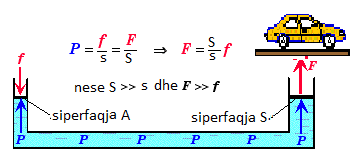 P = f/s = F/S ⇒ F = S/s f
f
F
nese S >> s dhe F >> f
siperfaqja A
siperfaqja S
P
P
P P P P P